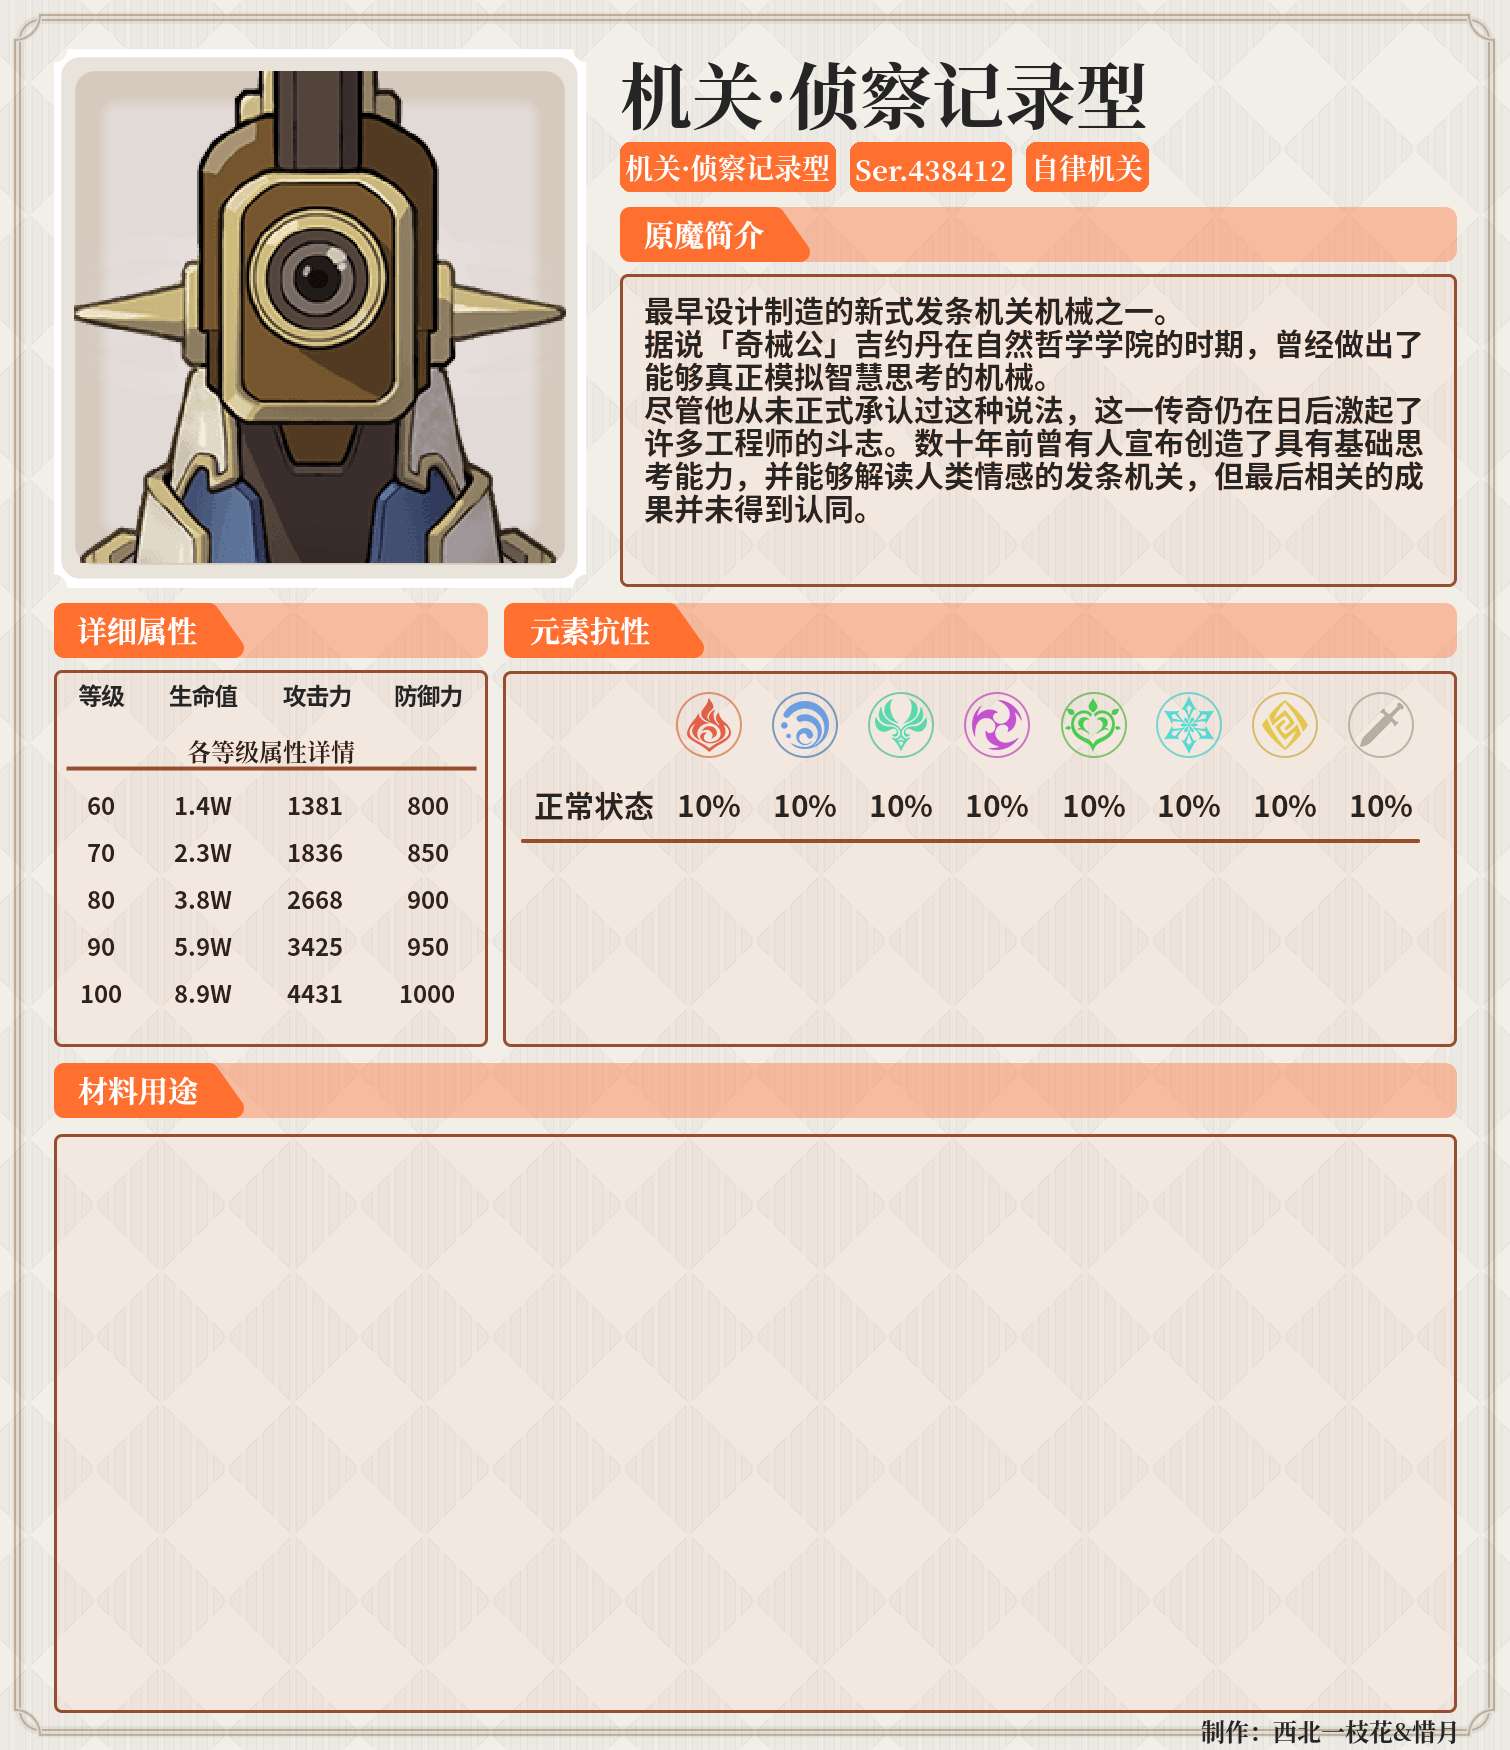 机关·侦察记录型
机关·侦察记录型 Ser.438412 自律机关
原魔简介
最早设计制造的新式发条机关机械之一。
据说「奇械公」吉约丹在自然哲学学院的时期，曾经做出了
能够真正模拟智慧思考的机械。
尽管他从未正式承认过这种说法，这一传奇仍在日后激起了
许多工程师的斗志。数十年前曾有人宣布创造了具有基础思
考能力，并能够解读人类情感的发条机关，但最后相关的成
果并未得到认同。
详细属性
等级 生命值 攻击力 防御力
各等级属性详情
60 1.4W 1381 800
70 2.3W 1836 850
80 3.8W 2668 900
90 5.9W 3425 950
100 8.9W 4431 1000
元素抗性
正常状态 10% 10% 10% 10% 10% 10% 10% 10%
材料用途
制作：西北一枝花&惜月